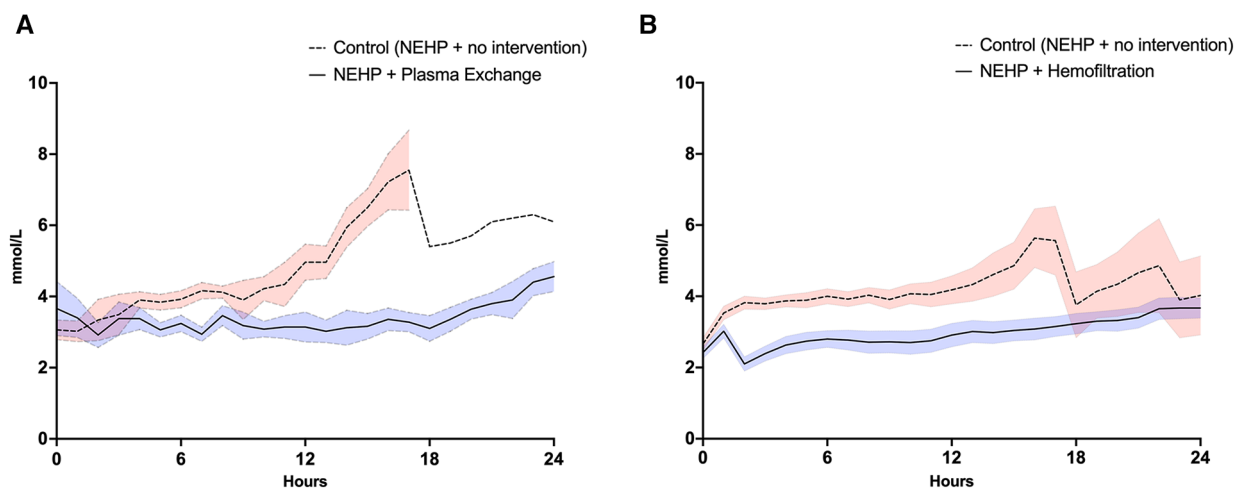 A
Control (NEHP + no intervention)
NEHP + Plasma Exchange
10
8
6
4
2
0
mmol/L
0 6 12 18 24
Hours
B
Control (NEHP + no intervention)
NEHP + Hemofiltration
10
8
6
4
2
0
mmol/L
0 6 12 18 24
Hours